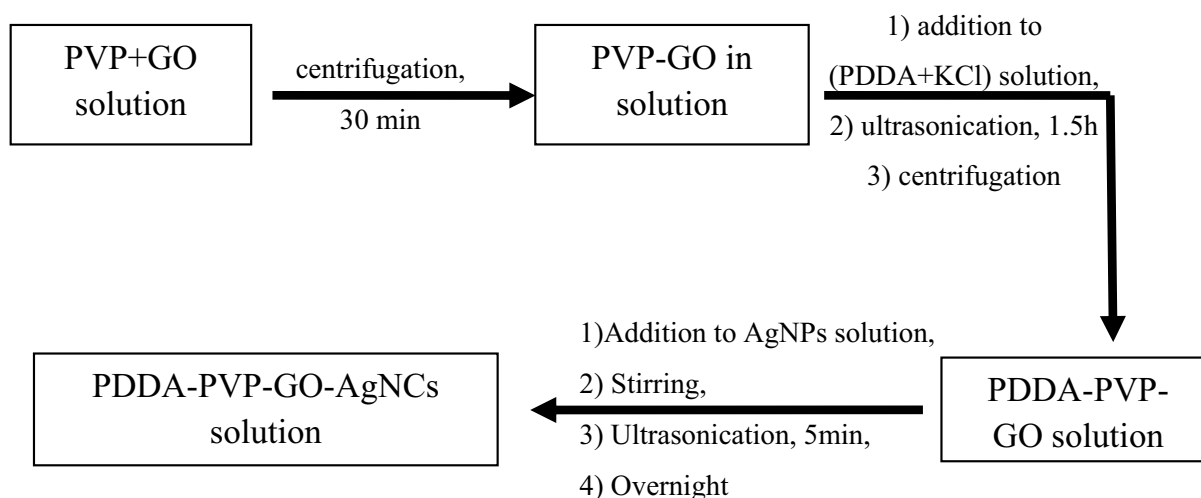 PVP+GO
solution
centrifugation,
30 min
PVP-GO in
solution
1) addition to
(PDDA+KCl) solution,
2) ultrasonication, 1.5h
3) centrifugation
PDDA-PVP-
GO solution
1)Addition to AgNPs solution,
2) Stirring,
3) Ultrasonication, 5min,
4) Overnight
PDDA-PVP-GO-AgNCs
solution